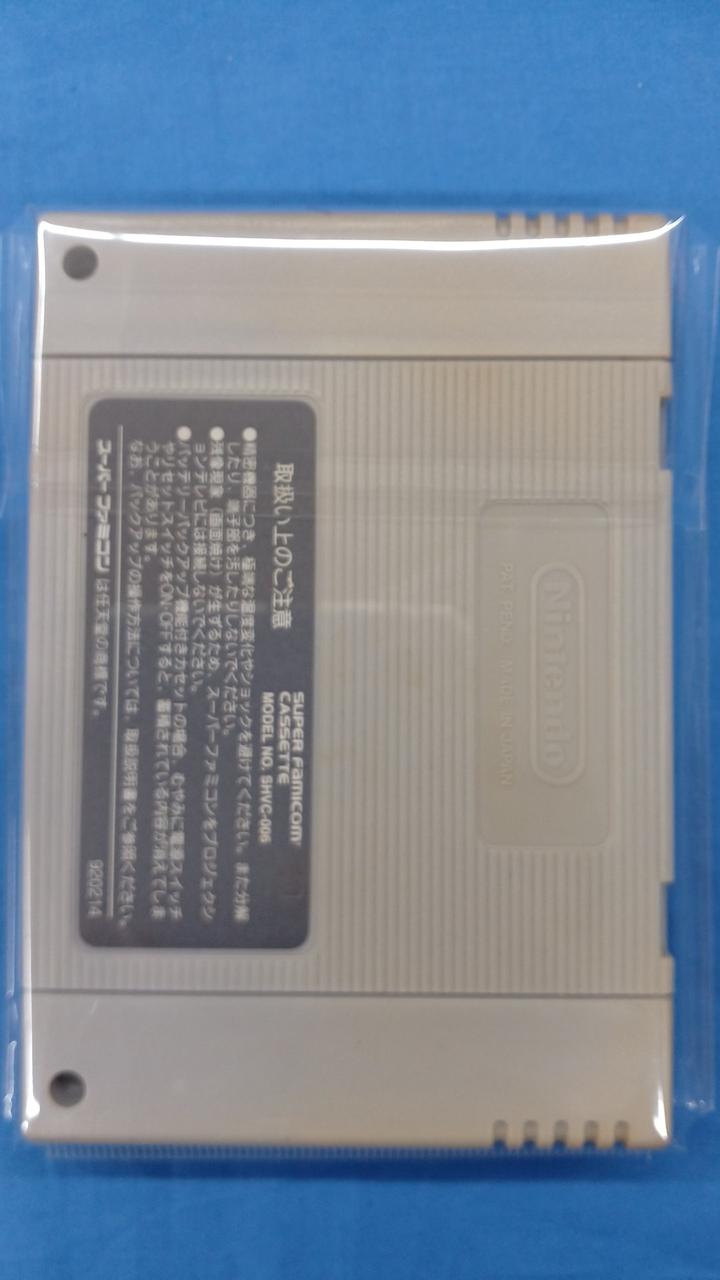 Nintendo
PAT. PEND. MADE IN JAPAN
取扱い上のご注意
SUPER Famicom
CASSETTE
MODEL NO. SHVC-006
●精密機器につき、極端な温度変化やショックを避けてください。また分解
したり、端子部を汚したりしないでください。
●残像現象(画面焼け)が生ずるため、スーパーファミコンをプロジェクシ
ョンテレビには接続しないでください。
●バッテリーバックアップ機能付きカセットの場合、むやみに電源スイッチ
やリセットスイッチをON・OFFすると、蓄積されている内容が消えてしま
うことがあります。
なお、バックアップの操作方法については、取扱説明書をご参照ください。
スーパーファミコン は任天堂の商標です。
920214